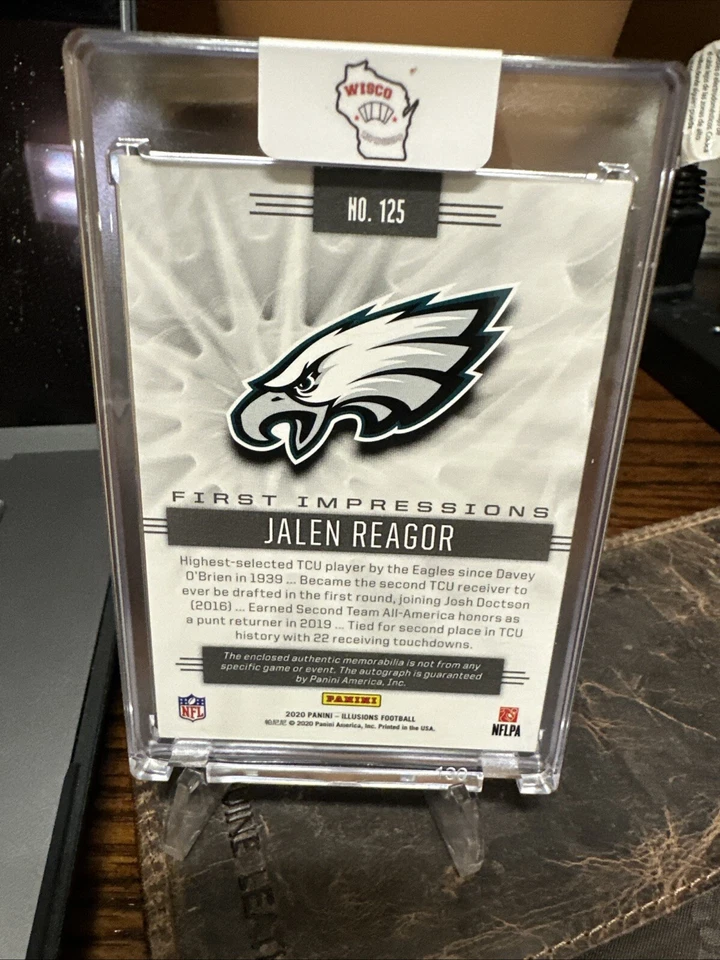 WISCO
NO. 125
FIRST IMPRESSIONS
JALEN REAGOR
Highest-selected TCU player by the Eagles since Davey
O'Brien in 1939 ... Became the second TCU receiver to
ever be drafted in the first round, joining Josh Doctson
(2016) ... Earned Second Team All-America honors as
a punt returner in 2019 ... Tied for second place in TCU
history with 22 receiving touchdowns.
The enclosed authentic memorabilia is not from any
specific game or event. The autograph is guaranteed
by Panini America, Inc.
PANINI
NFL
2020 PANINI – ILLUSIONS FOOTBALL
© 2020 Panini America, Inc. Printed in the USA.
NFLPA